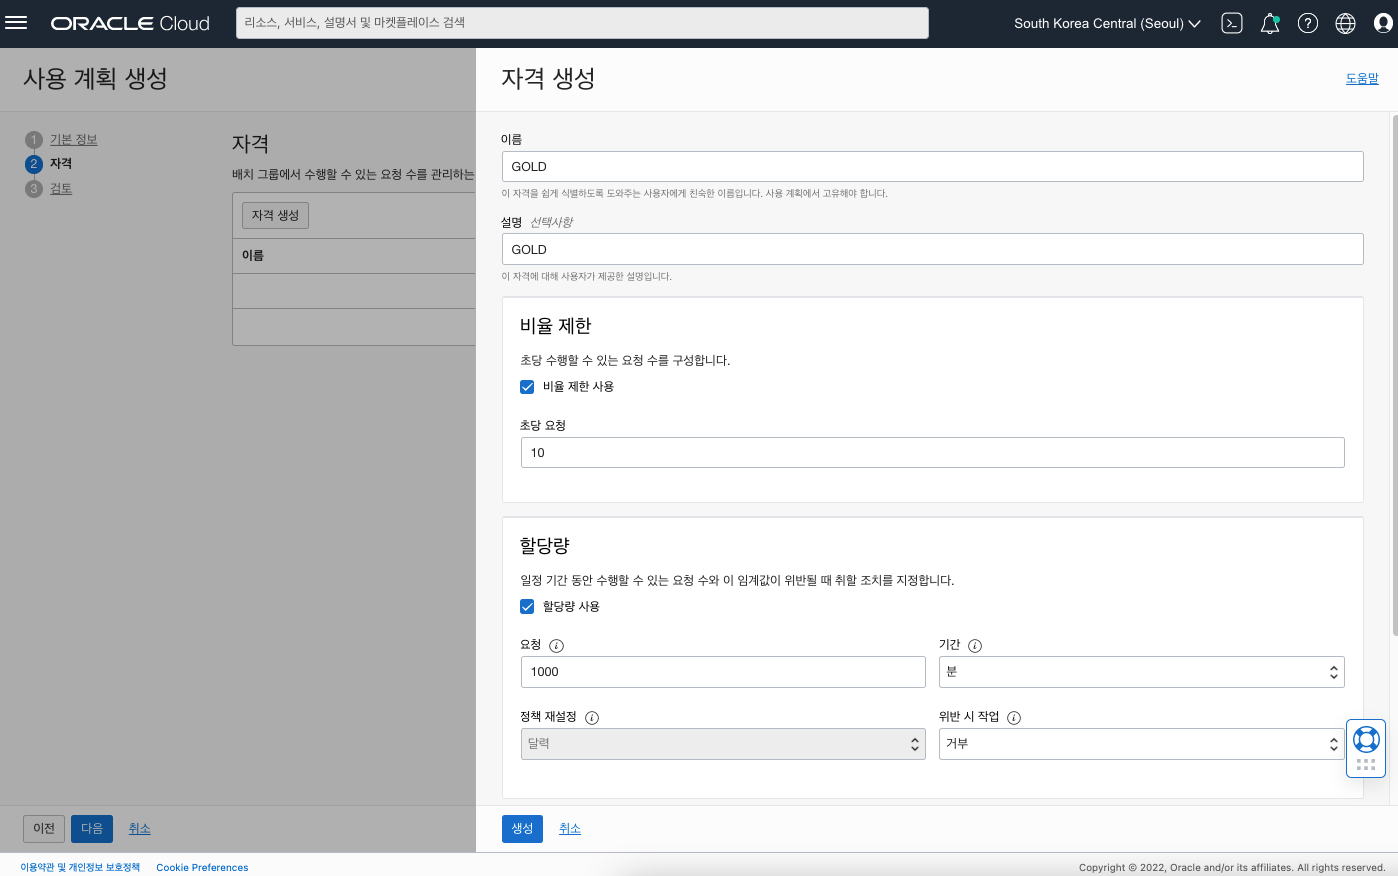 ORACLE Cloud
리소스, 서비스, 설명서 및 마켓플레이스 검색
South Korea Central (Seoul)
사용 계획 생성
1 기본 정보
2 자격
3 검토
자격
배치 그룹에서 수행할 수 있는 요청 수를 관리하는
자격 생성
이름
이전
다음
취소
자격 생성
도움말
이름
GOLD
이 자격을 쉽게 식별하도록 도와주는 사용자에게 친숙한 이름입니다. 사용 계획에서 고유해야 합니다.
설명 선택사항
GOLD
이 자격에 대해 사용자가 제공한 설명입니다.
비율 제한
초당 수행할 수 있는 요청 수를 구성합니다.
비율 제한 사용
초당 요청
10
할당량
일정 기간 동안 수행할 수 있는 요청 수와 이 임계값이 위반될 때 취할 조치를 지정합니다.
할당량 사용
요청
1000
기간
분
정책 재설정
달력
위반 시 작업
거부
생성
취소
이용약관 및 개인정보 보호정책
Cookie Preferences
Copyright © 2022, Oracle and/or its affiliates. All rights reserved.